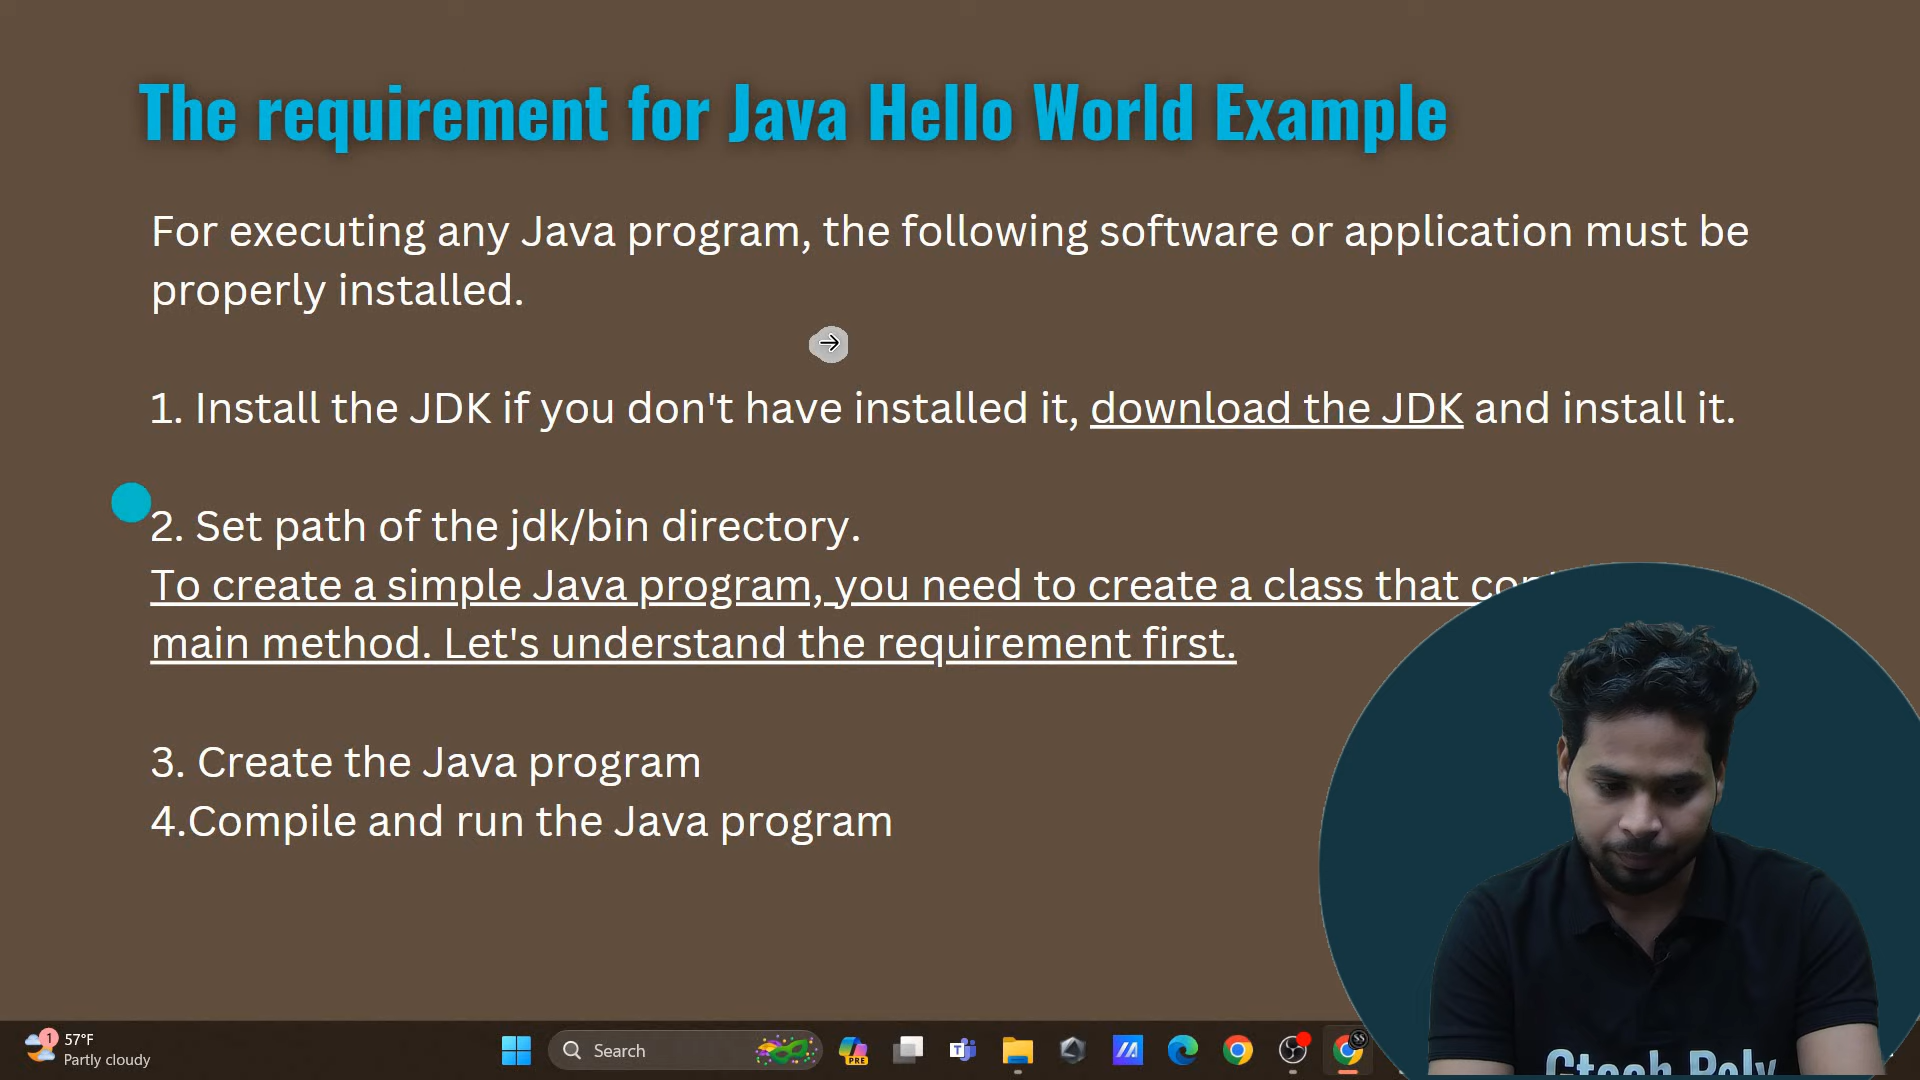 The requirement for Java Hello World Example
For executing any Java program, the following software or application must be
properly installed.
1. Install the JDK if you don't have installed it, download the JDK and install it.
2. Set path of the jdk/bin directory.
To create a simple Java program, you need to create a class that
main method. Let's understand the requirement first.
3. Create the Java program
4.Compile and run the Java program
1
57°F
Partly cloudy
Search
PRE
SS